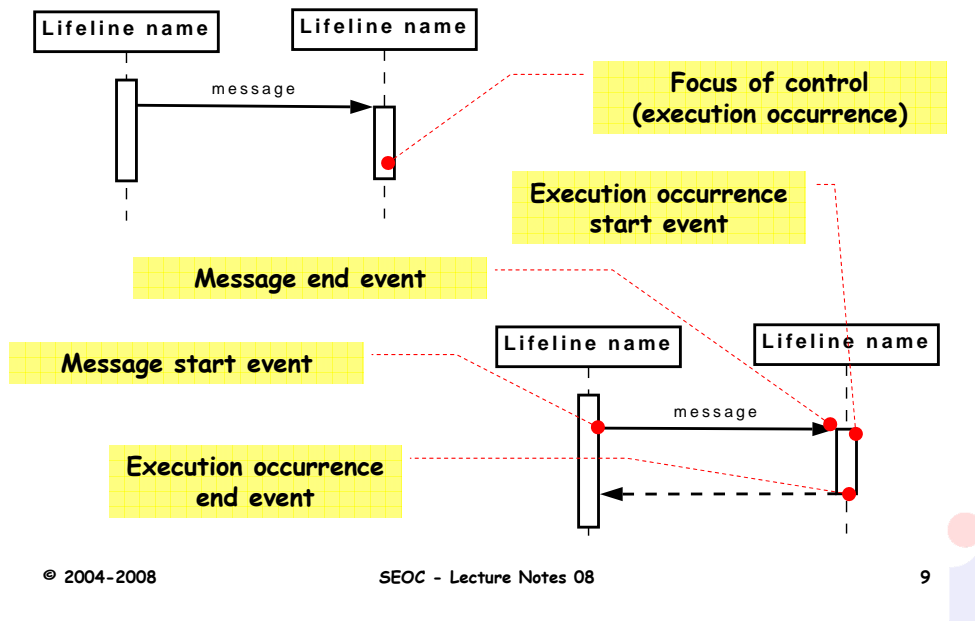 Lifeline name
Lifeline name
message
Focus of control
(execution occurrence)
Execution occurrence
start event
Message end event
Lifeline name
Lifeline name
Message start event
message
Execution occurrence
end event
© 2004-2008
SEOC - Lecture Notes 08
9